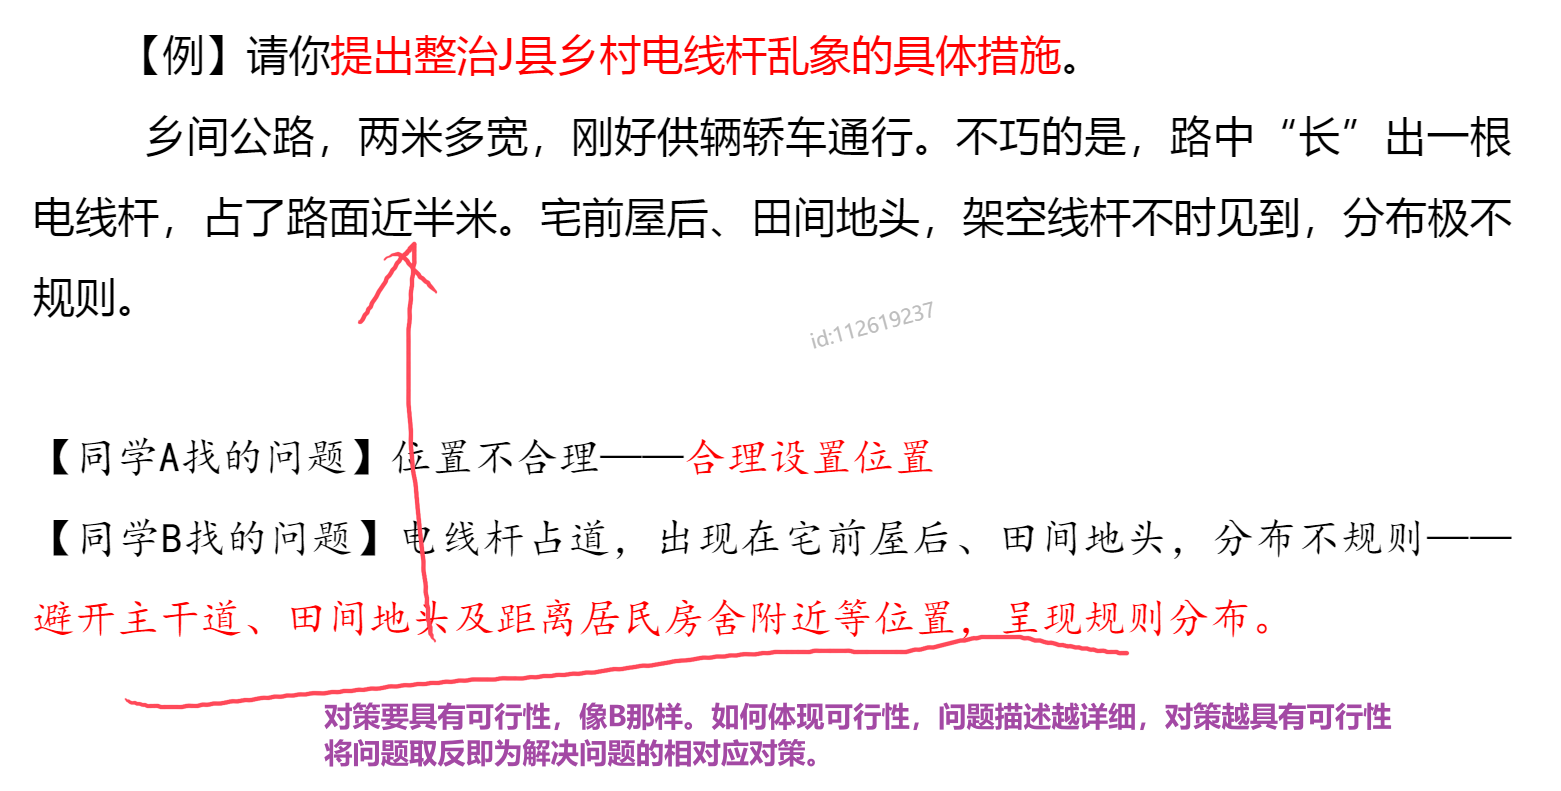 【例】请你提出整治J县乡村电线杆乱象的具体措施。
乡间公路，两米多宽，刚好供辆轿车通行。不巧的是，路中“长”出一根
电线杆，占了路面近半米。宅前屋后、田间地头，架空线杆不时见到，分布极不
规则。
id:112619237
【同学A找的问题】位置不合理——合理设置位置
【同学B找的问题】电线杆占道，出现在宅前屋后、田间地头，分布不规则——
避开主干道、田间地头及距离居民房舍附近等位置，呈现规则分布。
对策要具有可行性，像B那样。如何体现可行性，问题描述越详细，对策越具有可行性
将问题取反即为解决问题的相对应对策。